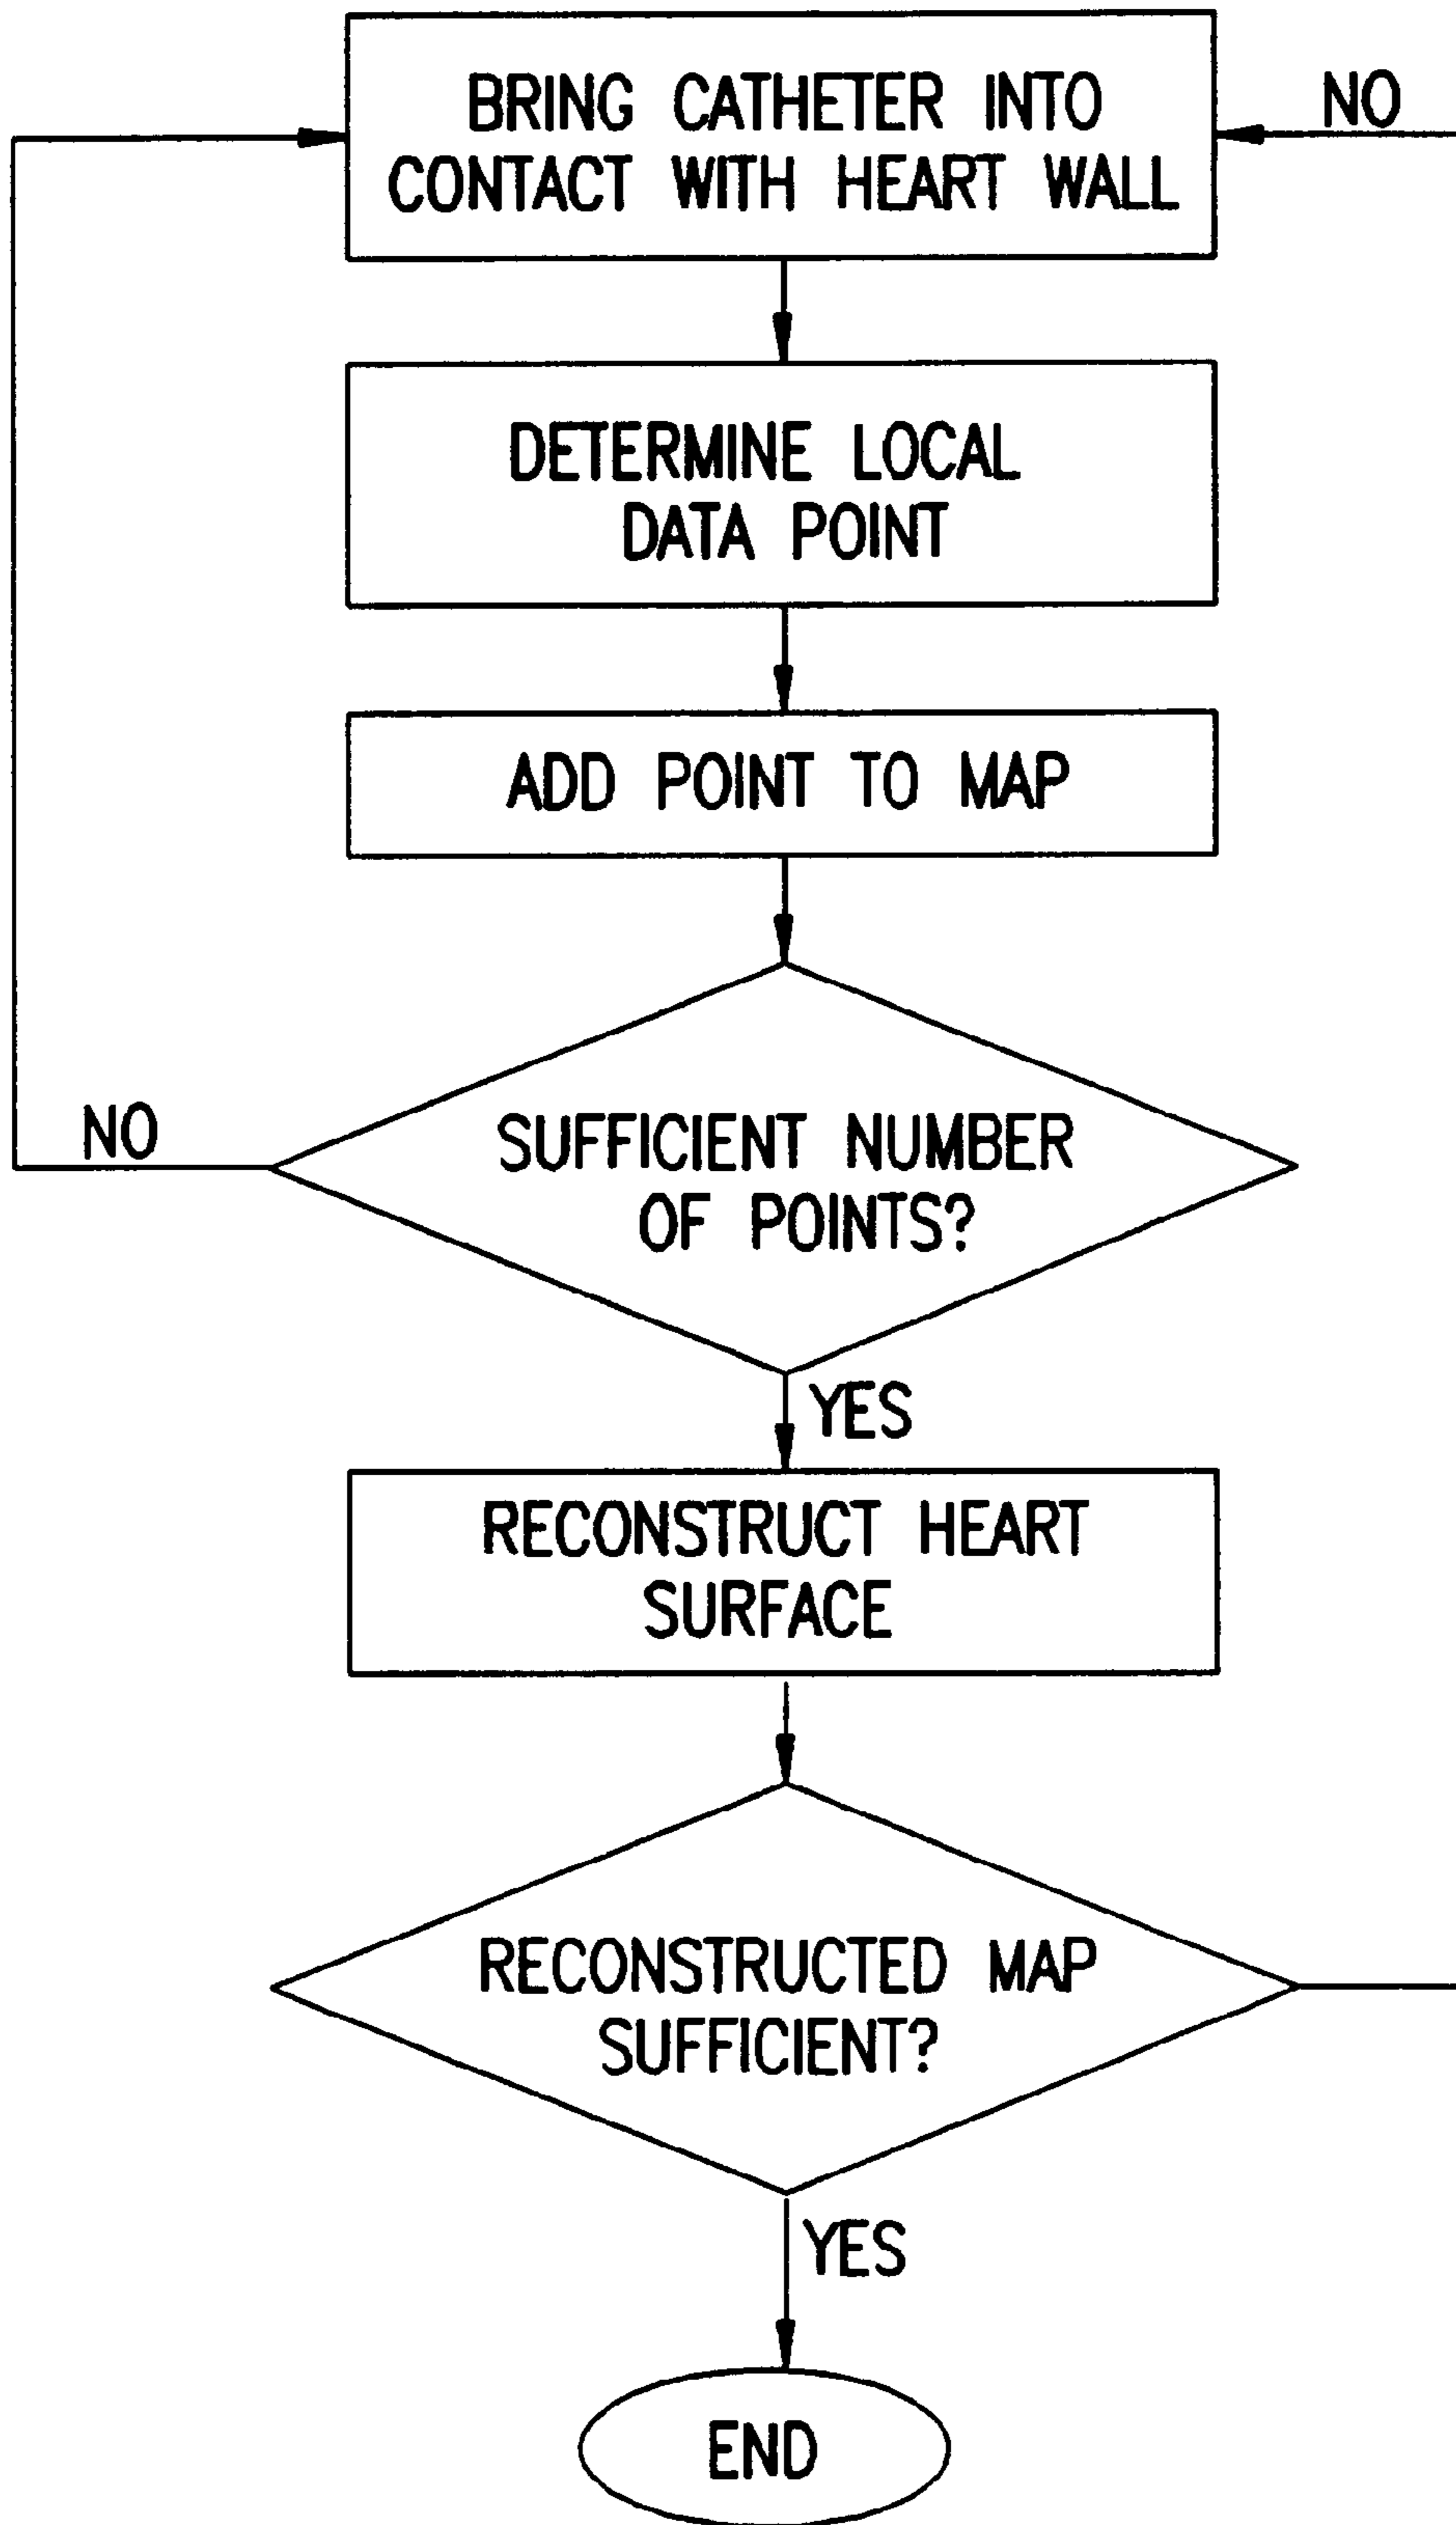 BRING CATHETER INTO
CONTACT WITH HEART WALL
NO
DETERMINE LOCAL
DATA POINT
ADD POINT TO MAP
NO
SUFFICIENT NUMBER
OF POINTS?
YES
RECONSTRUCT HEART
SURFACE
RECONSTRUCTED MAP
SUFFICIENT?
YES
END